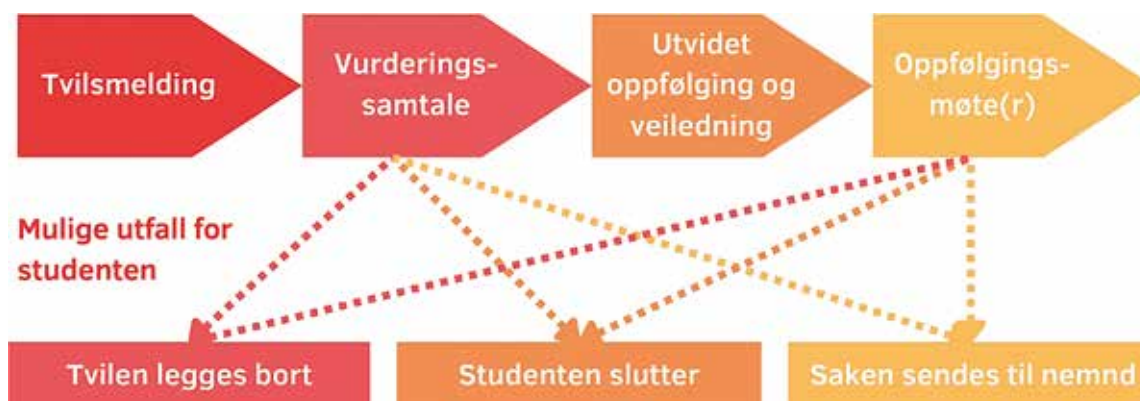 Tvilsmelding
Vurderings-
samtale
Utvidet
oppfølging og
veiledning
Oppfølgings-
møte(r)
Mulige utfall for
studenten
Tvilen legges bort
Studenten slutter
Saken sendes til nemnd